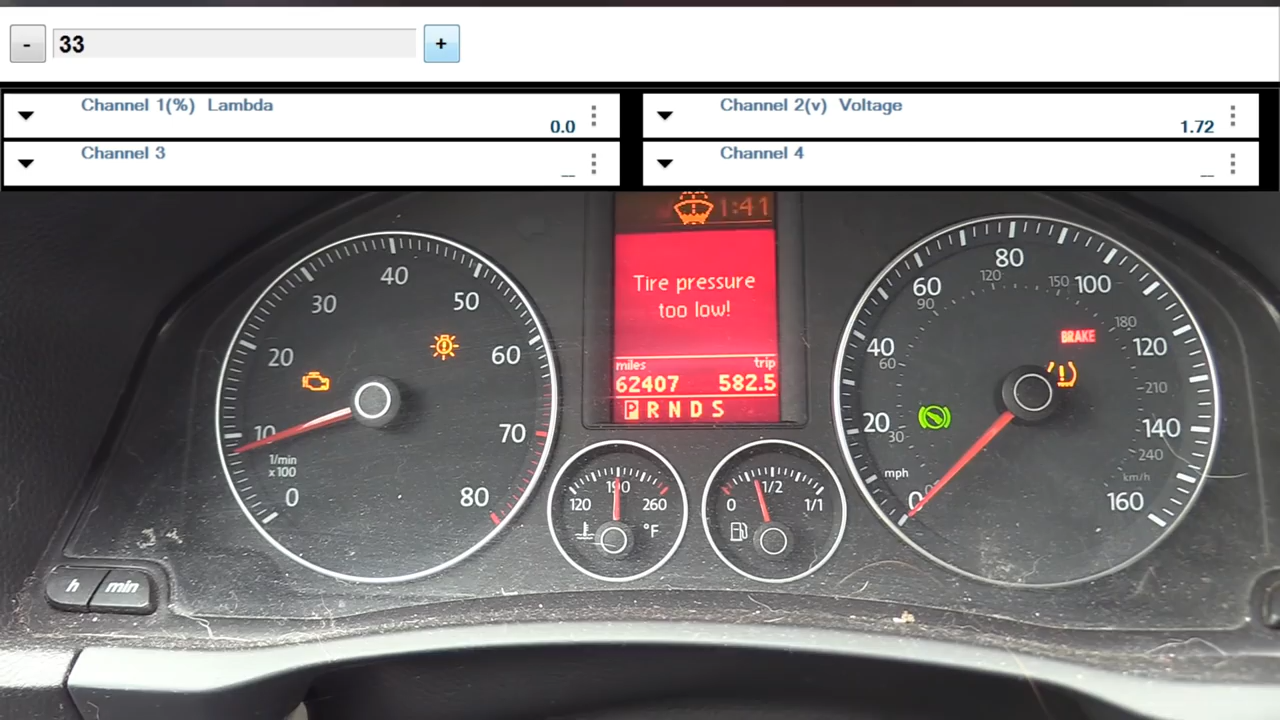 -
33
+
Channel 1(%) Lambda
0.0
Channel 2(v) Voltage
1.72
Channel 3
__
Channel 4
__
1:41
Tire pressure
too low!
miles trip
62407 582.5
P R N D S
0
10
20
30
40
50
60
70
80
1/min
x100
120
190
260
°F
0
1/2
1/1
0
20
40
60
80
100
120
140
160
mph
0
30
60
90
120
150
180
210
240
km/h
BRAKE
h
min